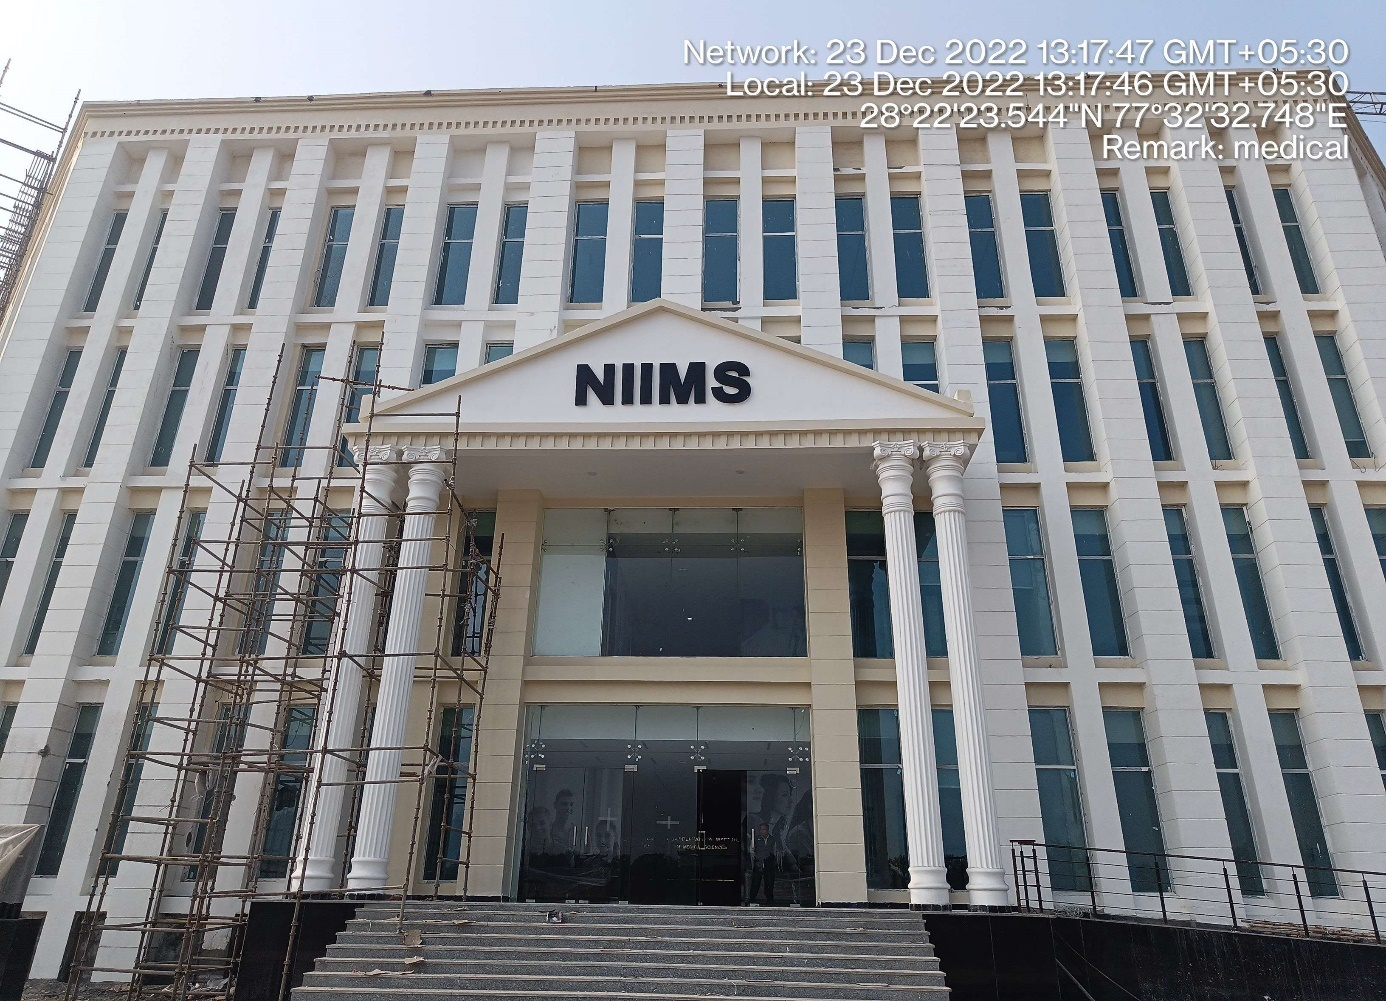 Network: 23 Dec 2022 13:17:47 GMT+05:30
Local: 23 Dec 2022 13:17:46 GMT+05:30
28°22'23.544"N 77°32'32.748"E
Remark: medical
NIIMS